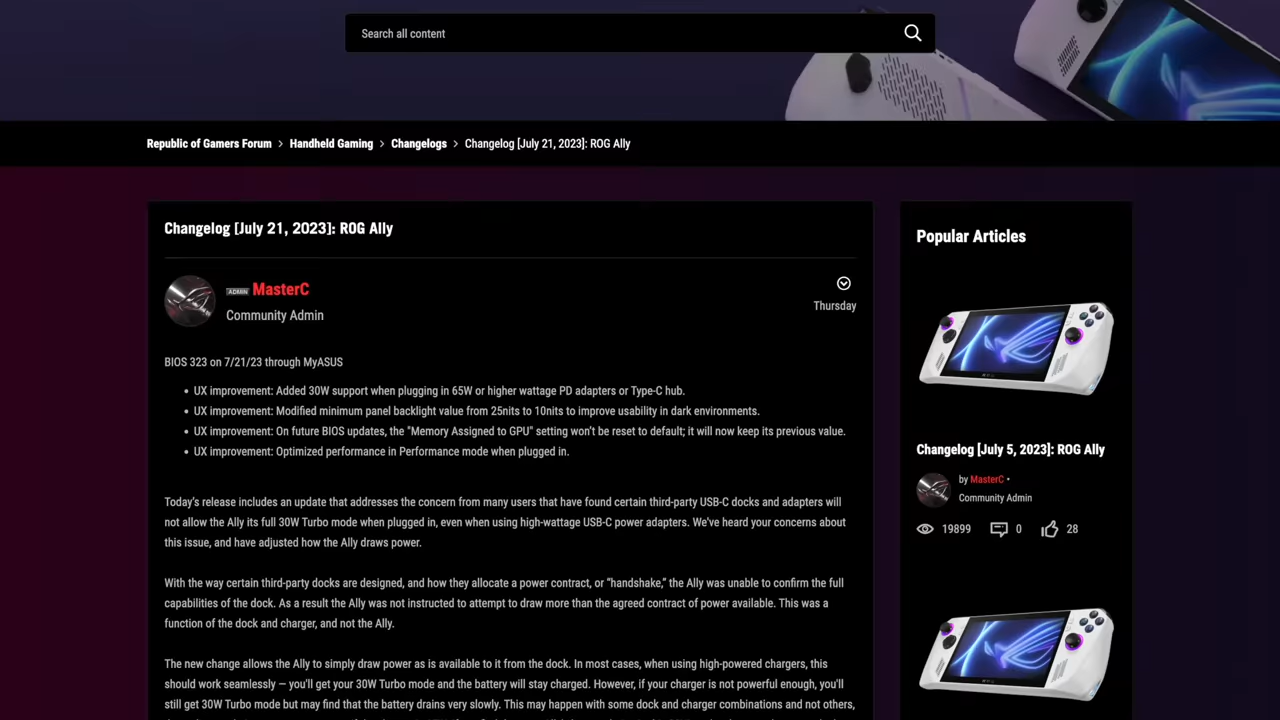 Search all content
Republic of Gamers Forum > Handheld Gaming > Changelogs > Changelog [July 21, 2023]: ROG Ally
Changelog [July 21, 2023]: ROG Ally
ADMIN MasterC
Community Admin
Thursday
BIOS 323 on 7/21/23 through MyASUS
• UX improvement: Added 30W support when plugging in 65W or higher wattage PD adapters or Type-C hub.
• UX improvement: Modified minimum panel backlight value from 25nits to 10nits to improve usability in dark environments.
• UX improvement: On future BIOS updates, the "Memory Assigned to GPU" setting won't be reset to default; it will now keep its previous value.
• UX improvement: Optimized performance in Performance mode when plugged in.
Today's release includes an update that addresses the concern from many users that have found certain third-party USB-C docks and adapters will
not allow the Ally its full 30W Turbo mode when plugged in, even when using high-wattage USB-C power adapters. We've heard your concerns about
this issue, and have adjusted how the Ally draws power.
With the way certain third-party docks are designed, and how they allocate a power contract, or "handshake," the Ally was unable to confirm the full
capabilities of the dock. As a result the Ally was not instructed to attempt to draw more than the agreed contract of power available. This was a
function of the dock and charger, and not the Ally.
The new change allows the Ally to simply draw power as is available to it from the dock. In most cases, when using high-powered chargers, this
should work seamlessly — you'll get your 30W Turbo mode and the battery will stay charged. However, if your charger is not powerful enough, you'll
still get 30W Turbo mode but may find that the battery drains very slowly. This may happen with some dock and charger combinations and not others,
Popular Articles
Changelog [July 5, 2023]: ROG Ally
by MasterC •
Community Admin
19899 0 28